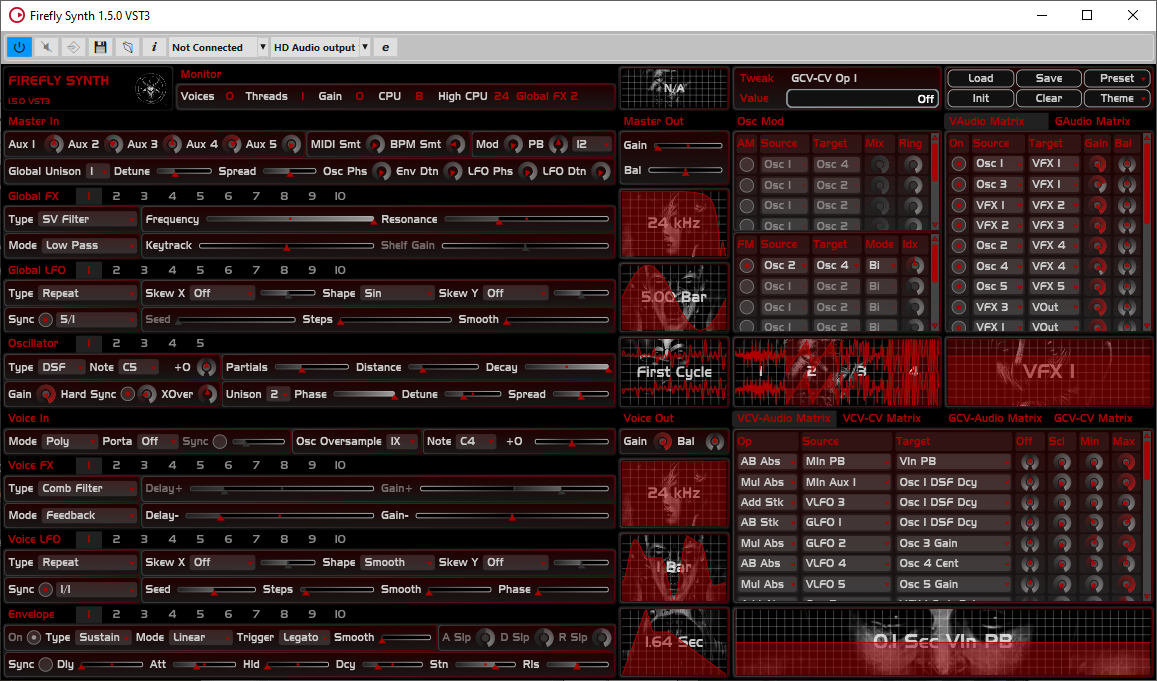 Firefly Synth 1.5.0 VST3
i Not Connected HD Audio output e
FIREFLY SYNTH
1.5.0 VST3
Monitor
Voices 0 Threads 1 Gain 0 CPU 8 High CPU 24 Global FX 2
N/A
Tweak GCV-CV Op 1
Value Off
Load Save Preset
Init Clear Theme
Master In
Aux 1 Aux 2 Aux 3 Aux 4 Aux 5 MIDI Smt BPM Smt Mod PB 12
Global Unison 1 Detune Spread Osc Phs Env Dtn LFO Phs LFO Dtn
Master Out
Gain
Bal
Global FX 1 2 3 4 5 6 7 8 9 10
Type SV Filter Frequency Resonance
Mode Low Pass Keytrack Shelf Gain
24 kHz
Global LFO 1 2 3 4 5 6 7 8 9 10
Type Repeat Skew X Off Shape Sin Skew Y Off
Sync 5/1 Seed Steps Smooth
5.00 Bar
Oscillator 1 2 3 4 5
Type DSF Note C5 +0 Partials Distance Decay
Gain Hard Sync XOver Unison 2 Phase Detune Spread
First Cycle
Voice In
Mode Poly Porta Off Sync Osc Oversample 1X Note C4 +0
Voice Out
Gain Bal
Voice FX 1 2 3 4 5 6 7 8 9 10
Type Comb Filter Delay+ Gain+
Mode Feedback Delay- Gain-
24 kHz
Voice LFO 1 2 3 4 5 6 7 8 9 10
Type Repeat Skew X Off Shape Smooth Skew Y Off
Sync 1/1 Seed Steps Smooth Phase
1 Bar
Envelope 1 2 3 4 5 6 7 8 9 10
On Type Sustain Mode Linear Trigger Legato Smooth A Slp D Slp R Slp
Sync Dly Att Hld Dcy Stn Rls
1.64 Sec
Osc Mod
AM Source Target Mix Ring
Osc 1 Osc 4
Osc 1 Osc 2
Osc 1 Osc 2
Osc 1 Osc 2
FM Source Target Mode Idx
Osc 2 Osc 4 Bi
Osc 1 Osc 2 Bi
Osc 1 Osc 2 Bi
Osc 1 Osc 2 Bi
VAudio Matrix GAudio Matrix
On Source Target Gain Bal
Osc 1 VFX 1
Osc 3 VFX 1
VFX 1 VFX 2
VFX 2 VFX 3
Osc 2 VFX 4
Osc 4 VFX 4
Osc 5 VFX 5
VFX 3 VOut
VFX 1 VOut
1 2 3 4
VFX 1
VCV-Audio Matrix VCV-CV Matrix GCV-Audio Matrix GCV-CV Matrix
Op Source Target Off Scl Min Max
AB Abs MIn PB VIn PB
Mul Abs MIn Aux 1 Osc 1 DSF Dcy
Add Stk VLFO 3 Osc 1 DSF Dcy
AB Stk GLFO 1 Osc 1 DSF Dcy
Mul Abs GLFO 2 Osc 3 Gain
AB Abs VLFO 4 Osc 4 Cent
Mul Abs VLFO 5 Osc 5 Gain
0.1 Sec VIn PB